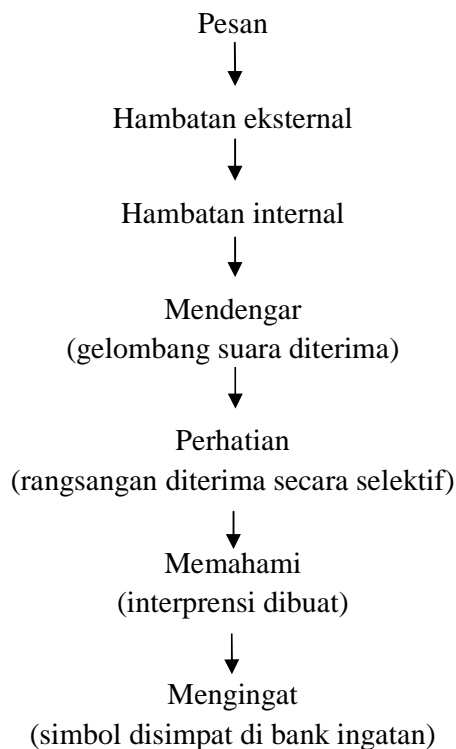 Pesan
Hambatan eksternal
Hambatan internal
Mendengar
(gelombang suara diterima)
Perhatian
(rangsangan diterima secara selektif)
Memahami
(interprensi dibuat)
Mengingat
(simbol disimpat di bank ingatan)